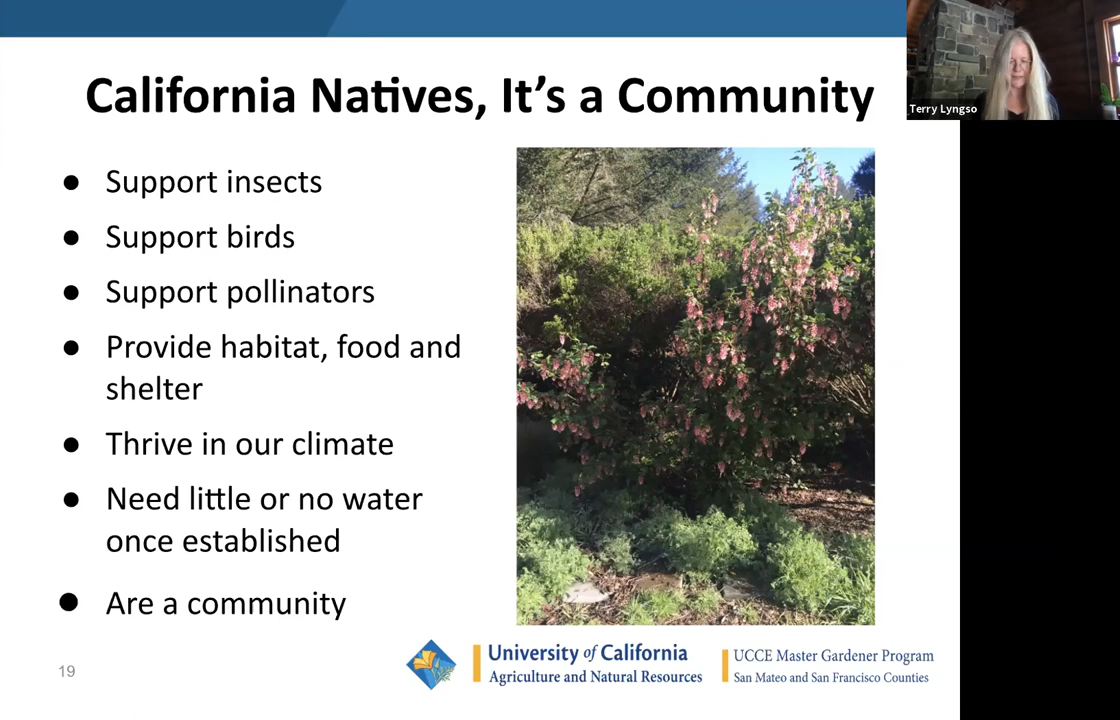 California Natives, It's a Community
Terry Lyngso
● Support insects
● Support birds
● Support pollinators
● Provide habitat, food and
shelter
● Thrive in our climate
● Need little or no water
once established
● Are a community
19
University of California
Agriculture and Natural Resources
UCCE Master Gardener Program
San Mateo and San Francisco Counties